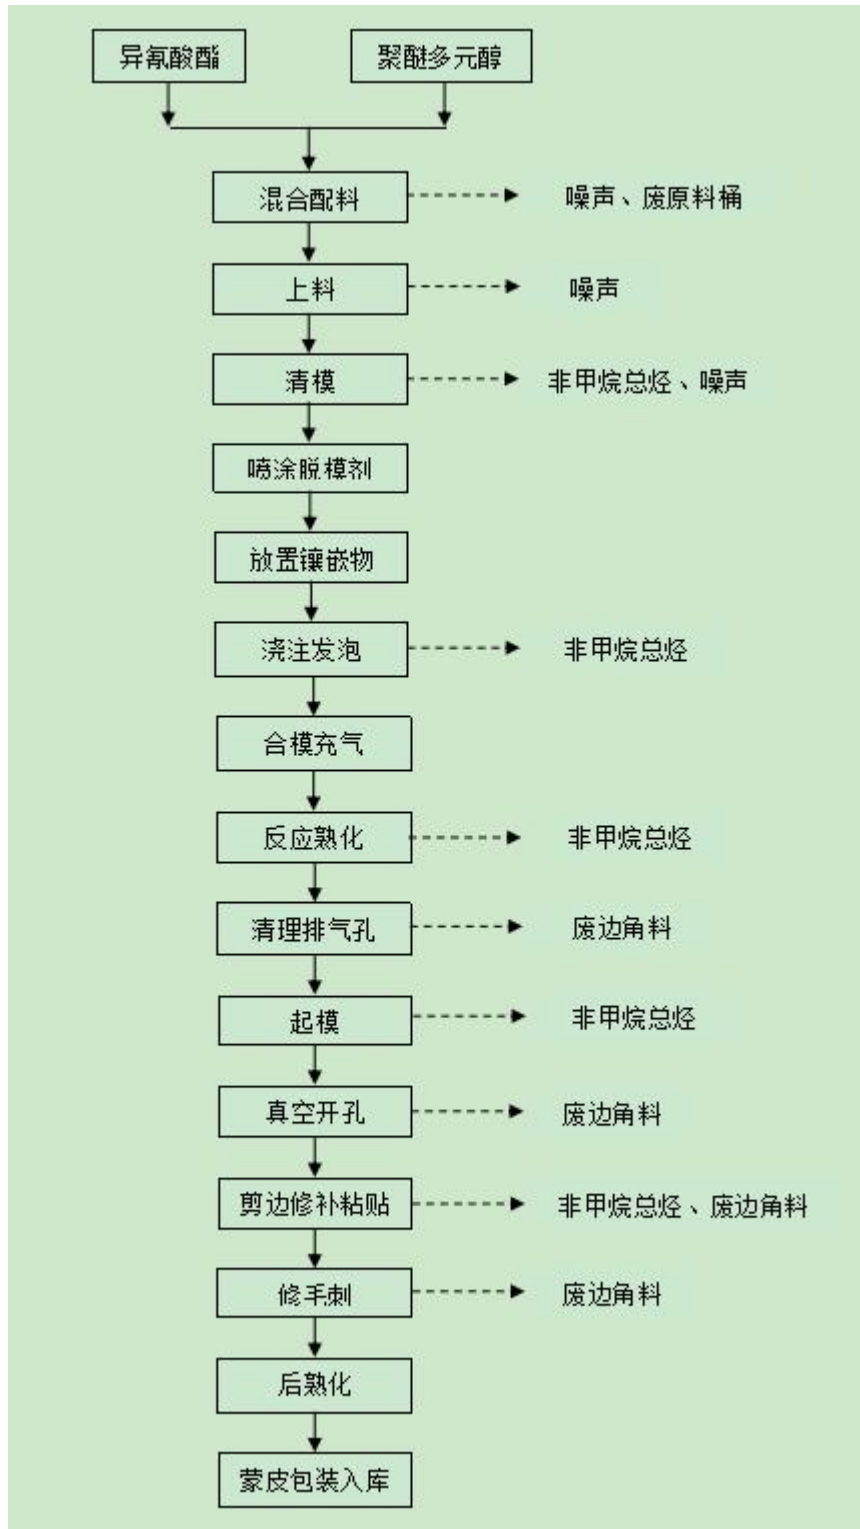 异氰酸酯
聚醚多元醇
混合配料
噪声、废原料桶
上料
噪声
清模
非甲烷总烃、噪声
喷涂脱模剂
放置镶嵌物
浇注发泡
非甲烷总烃
合模充气
反应熟化
非甲烷总烃
清理排气孔
废边角料
起模
非甲烷总烃
真空开孔
废边角料
剪边修补粘贴
非甲烷总烃、废边角料
修毛刺
废边角料
后熟化
蒙皮包装入库